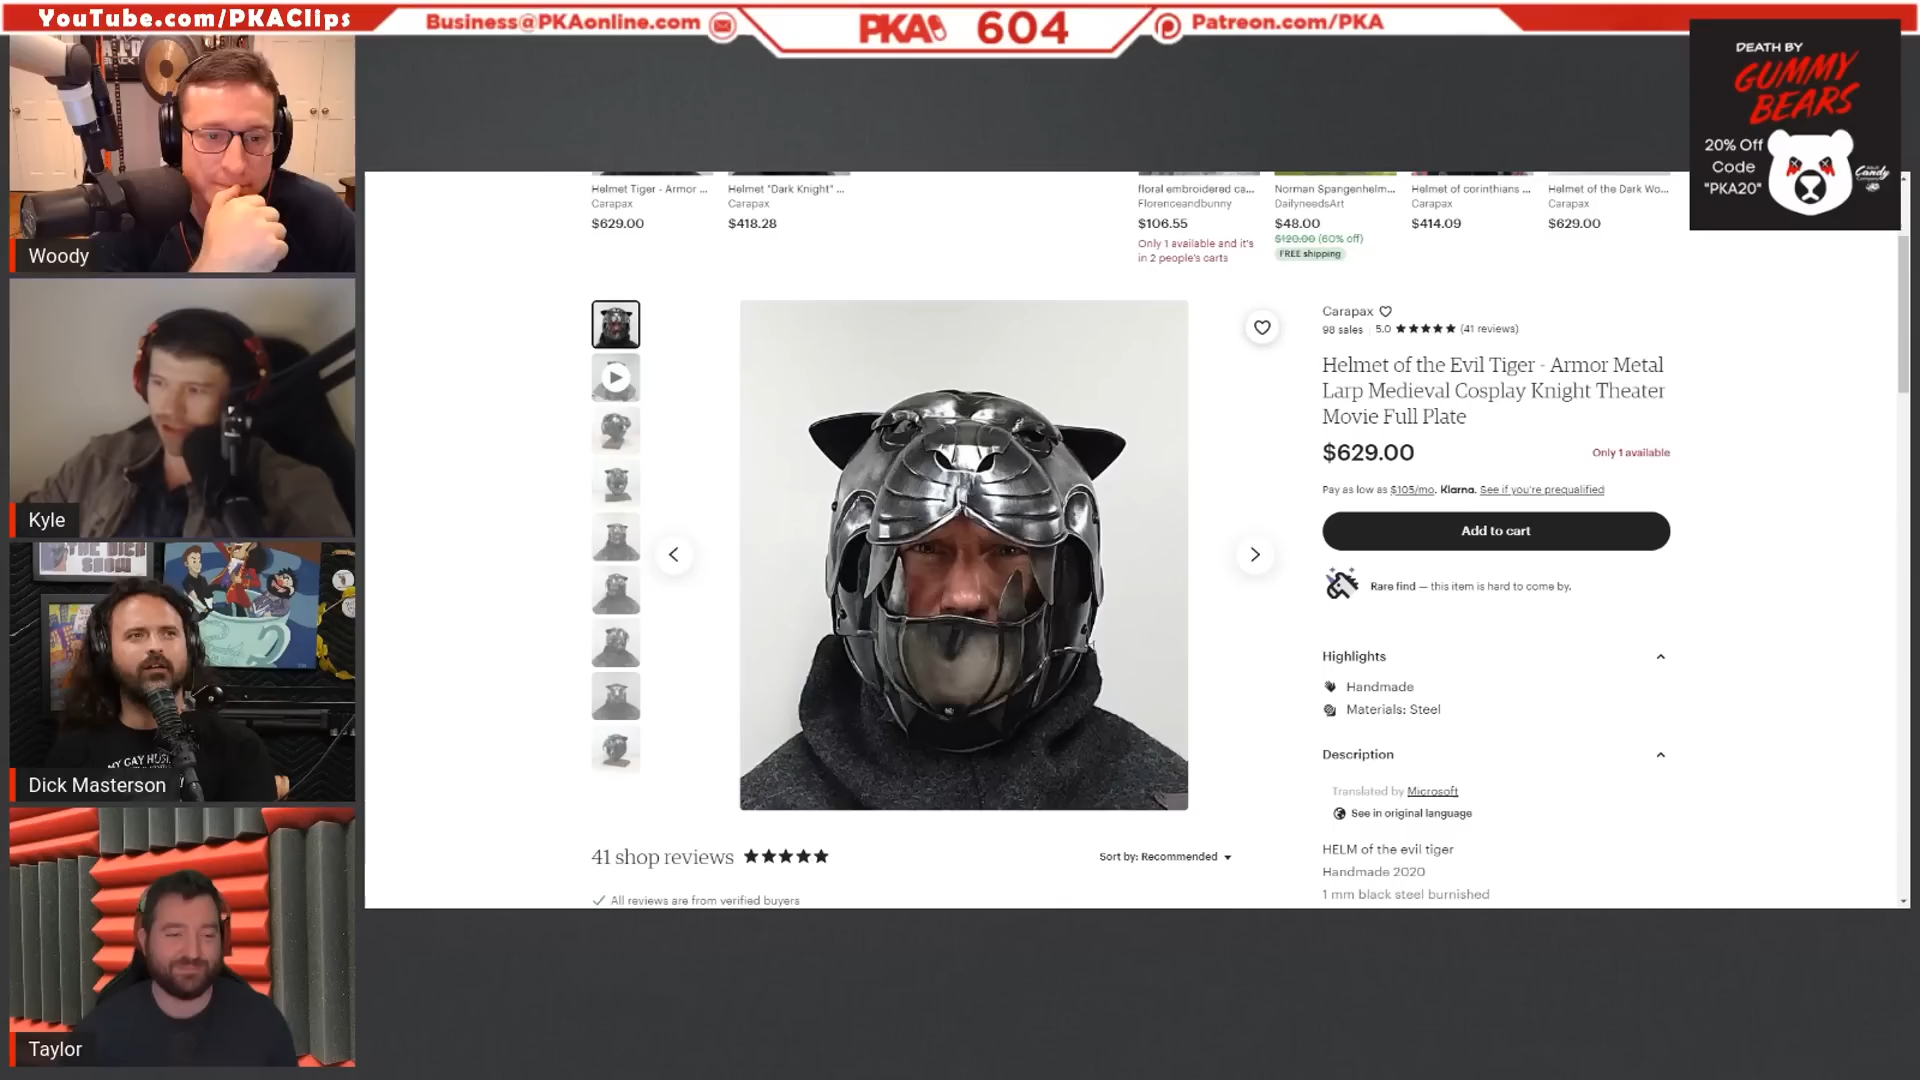 YouTube.com/PKAClips
Business@PKAonline.com
PKA 604
Patreon.com/PKA
DEATH BY
GUMMY
BEARS
20% Off
Code
"PKA20"
Candy
Woody
Kyle
THE DICK
SHOW
MY GAY HUS
Dick Masterson
Taylor
Helmet Tiger - Armor ...
Carapax
$629.00
Helmet "Dark Knight" ...
Carapax
$418.28
floral embroidered ca...
Florenceandbunny
$106.55
Only 1 available and it's
in 2 people's carts
Norman Spangenhelm...
DailyneedsArt
$48.00
$120.00 (60% off)
FREE shipping
Helmet of corinthians ...
Carapax
$414.09
Helmet of the Dark Wo...
Carapax
$629.00
Carapax
98 sales | 5.0 ★★★★★ (41 reviews)
Helmet of the Evil Tiger - Armor Metal
Larp Medieval Cosplay Knight Theater
Movie Full Plate
$629.00
Only 1 available
Pay as low as $105/mo. Klarna. See if you're prequalified
Add to cart
Rare find — this item is hard to come by.
Highlights
Handmade
Materials: Steel
Description
Translated by Microsoft
See in original language
HELM of the evil tiger
Handmade 2020
1 mm black steel burnished
41 shop reviews ★★★★★
Sort by: Recommended
All reviews are from verified buyers